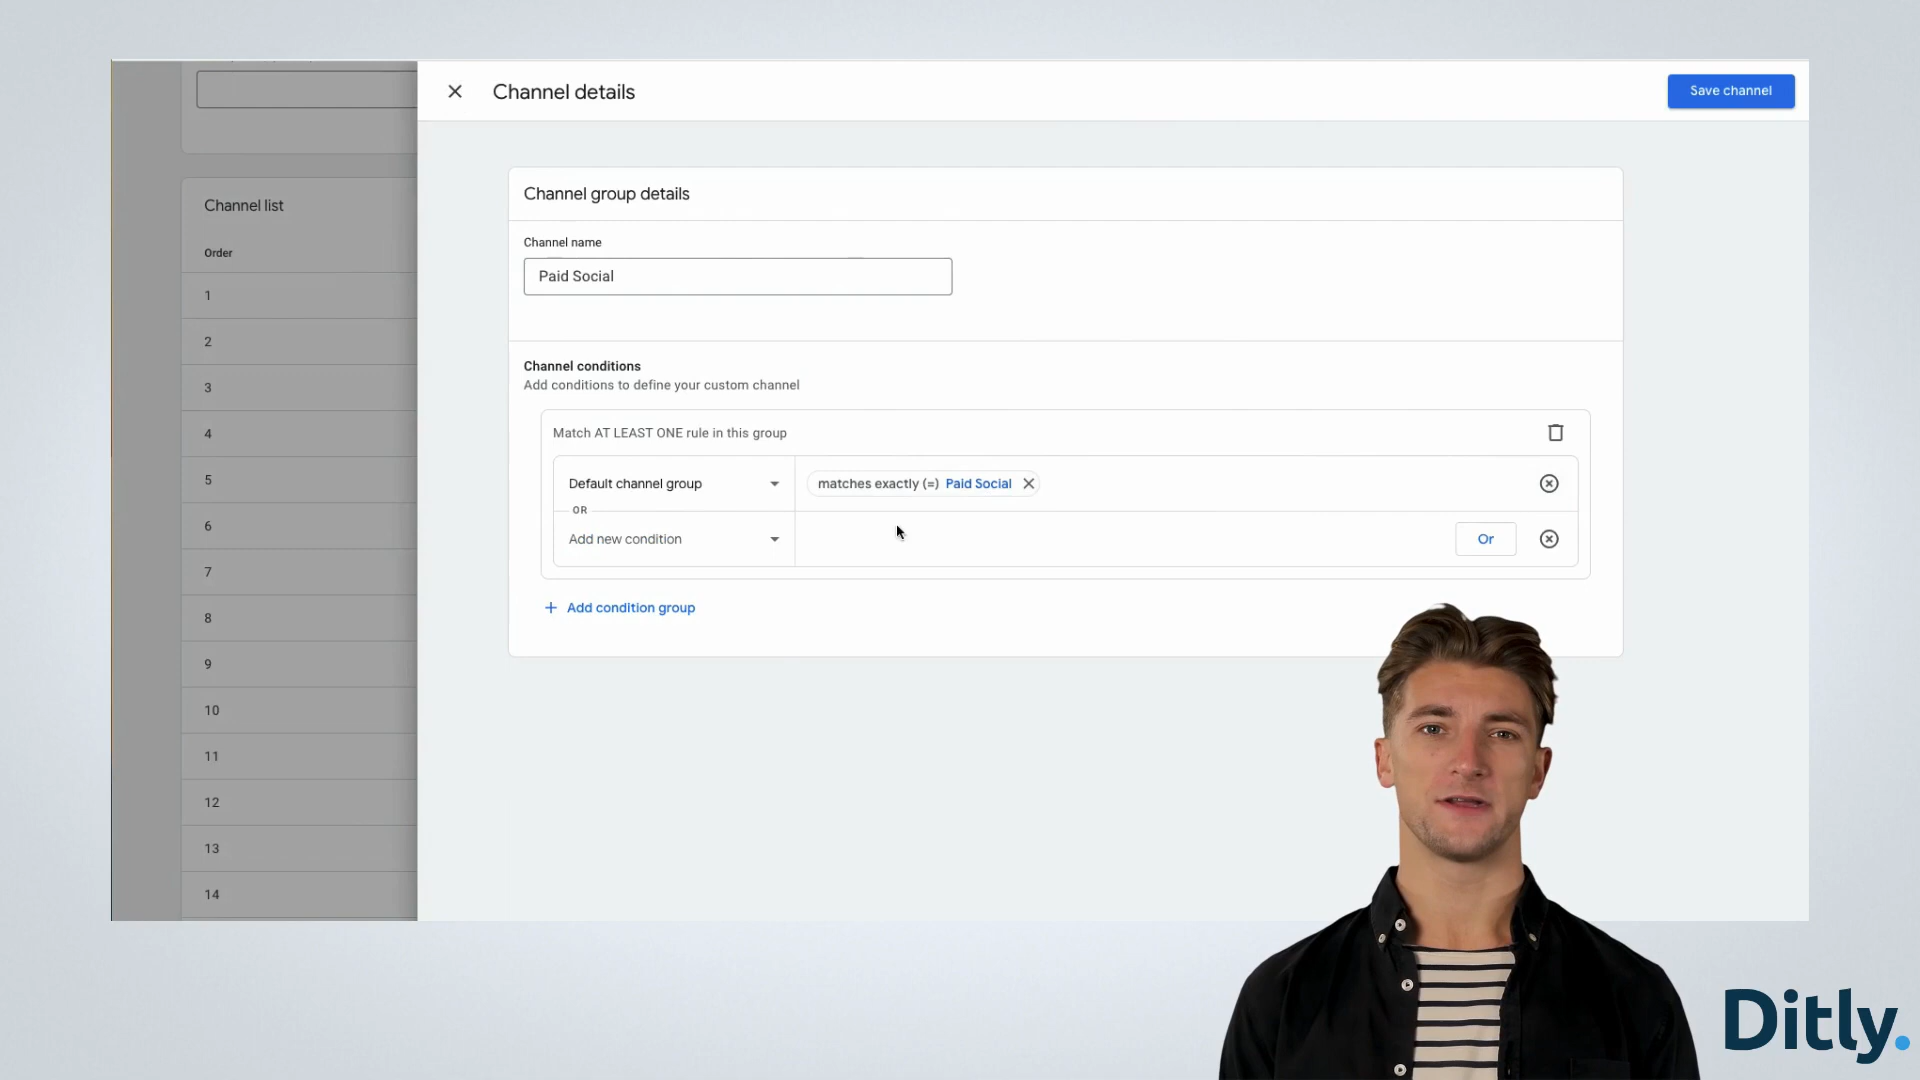 Channel details
Save channel
Channel group details
Channel list
Channel name
Order
Paid Social
1
2
3
Channel conditions
Add conditions to define your custom channel
4
Match AT LEAST ONE rule in this group
5
Default channel group
matches exactly (=) Paid Social
OR
6
Add new condition
Or
7
8
+ Add condition group
9
10
11
12
13
14
Ditly.